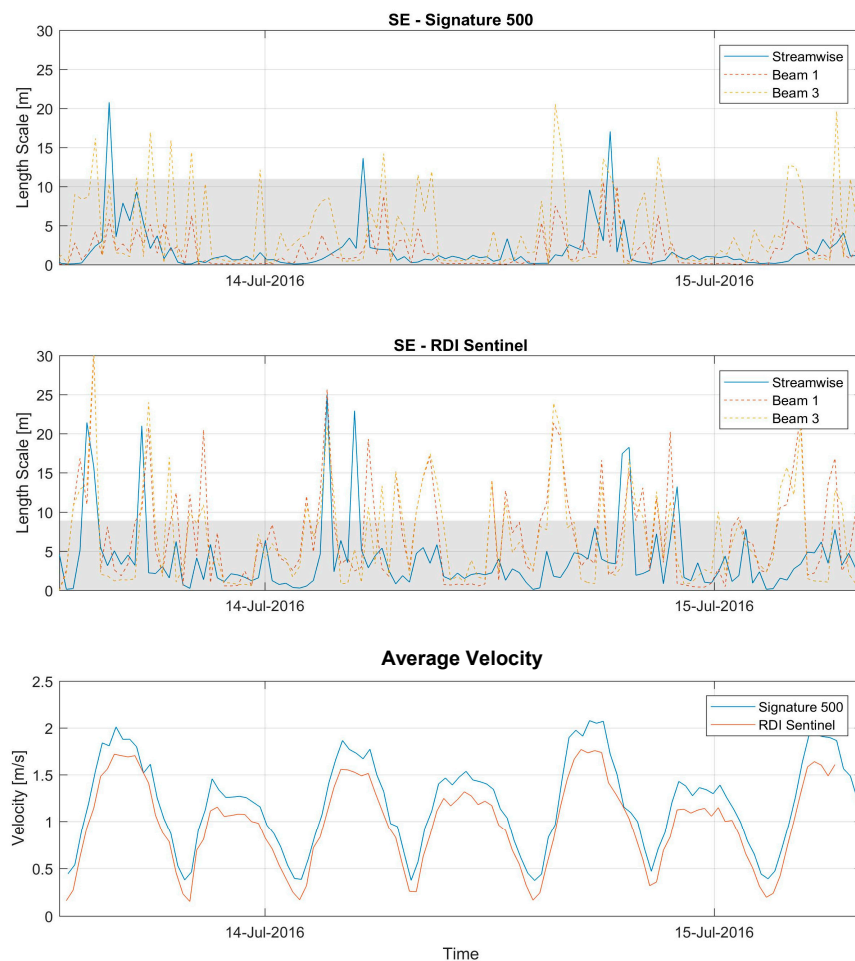 SE - Signature 500
30
25
20
15
10
5
0
Length Scale [m]
Streamwise
Beam 1
Beam 3
14-Jul-2016
15-Jul-2016
SE - RDI Sentinel
30
25
20
15
10
5
0
Length Scale [m]
Streamwise
Beam 1
Beam 3
14-Jul-2016
15-Jul-2016
Average Velocity
2.5
2
1.5
1
0.5
0
Velocity [m/s]
Signature 500
RDI Sentinel
14-Jul-2016
15-Jul-2016
Time